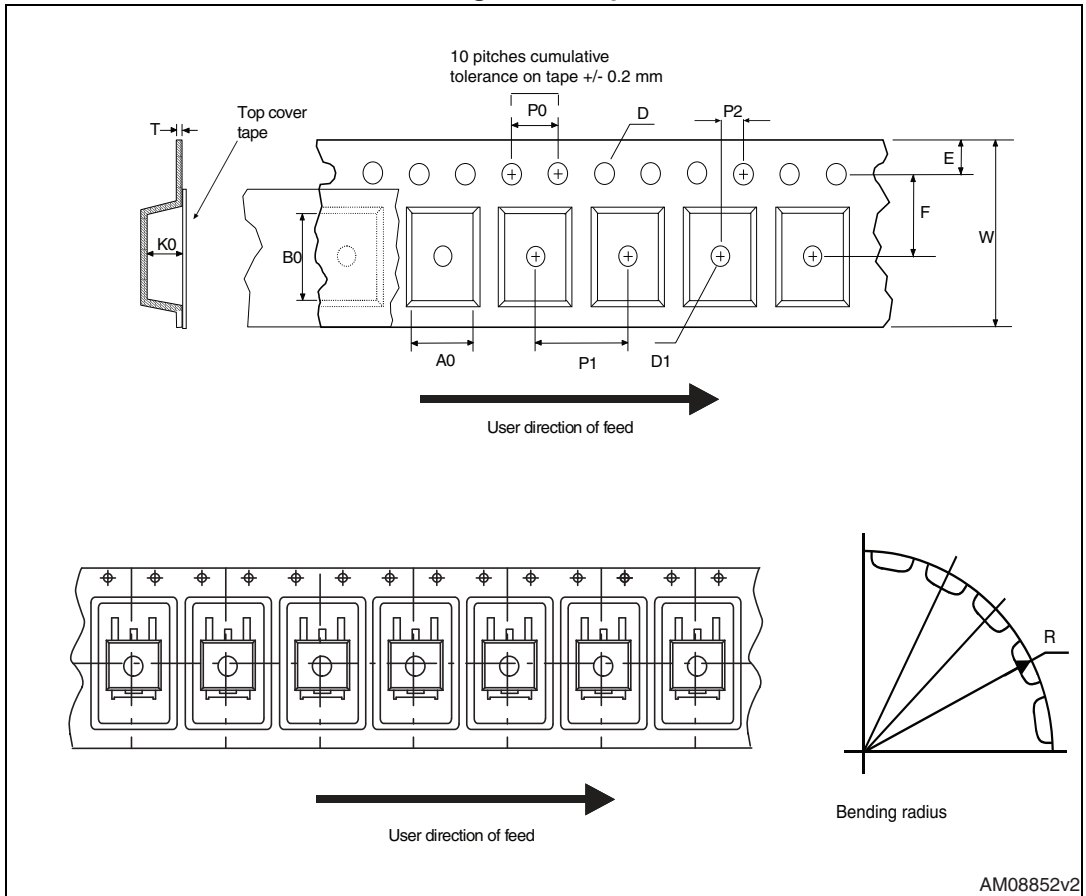 10 pitches cumulative
tolerance on tape +/- 0.2 mm
Top cover
tape
T
P0
D
P2
E
F
W
K0
B0
A0
P1
D1
User direction of feed
R
Bending radius
User direction of feed
AM08852v2